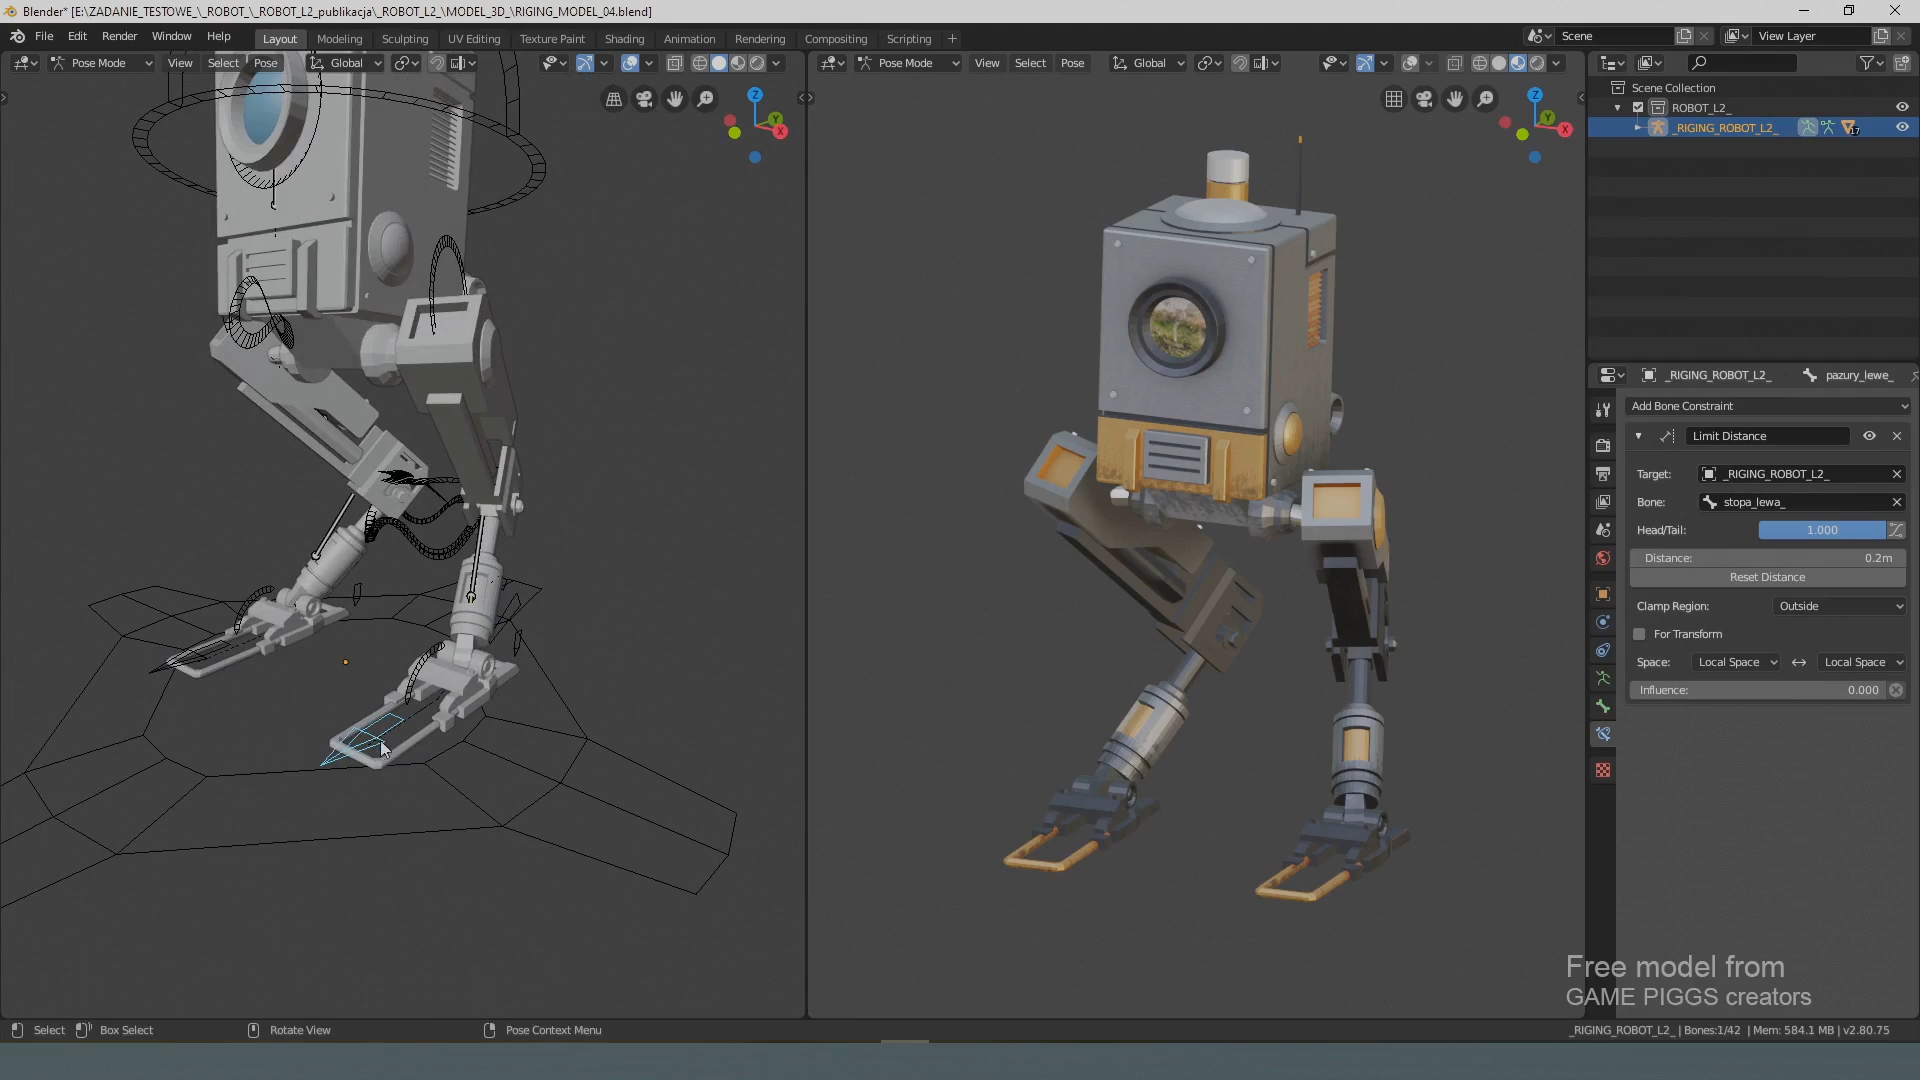 Blender* [E:\ZADANIE_TESTOWE_\_ROBOT_\_ROBOT_L2_publikacja\_ROBOT_L2_\MODEL_3D_\RIGING_MODEL_04.blend]
File Edit Render Window Help Layout Modeling Sculpting UV Editing Texture Paint Shading Animation Rendering Compositing Scripting + Scene View Layer
Pose Mode View Select Pose Global
Pose Mode View Select Pose Global
Z
Y
X
Z
Y
X
Scene Collection
ROBOT_L2_
_RIGING_ROBOT_L2_ 17
_RIGING_ROBOT_L2_ pazury_lewe_
Add Bone Constraint
Limit Distance
Target: _RIGING_ROBOT_L2_
Bone: stopa_lewa_
Head/Tail: 1.000
Distance: 0.2m
Reset Distance
Clamp Region: Outside
For Transform
Space: Local Space Local Space
Influence: 0.000
Free model from
GAME PIGGS creators
Select Box Select Rotate View Pose Context Menu
_RIGING_ROBOT_L2_ | Bones:1/42 | Mem: 584.1 MB | v2.80.75